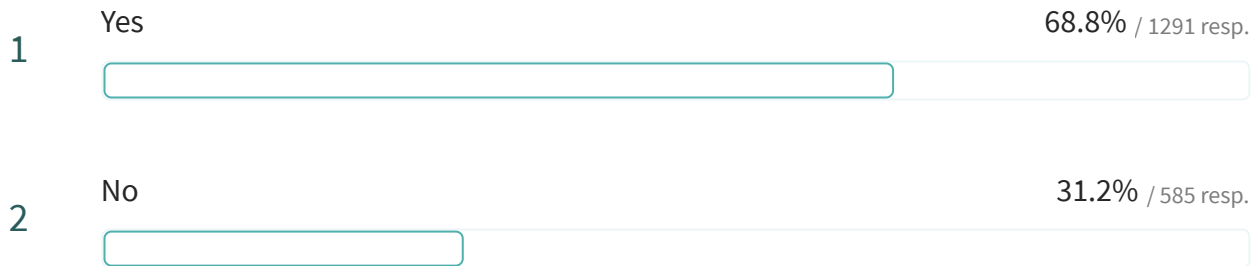 Yes 68.8% / 1291 resp.
1
No 31.2% / 585 resp.
2